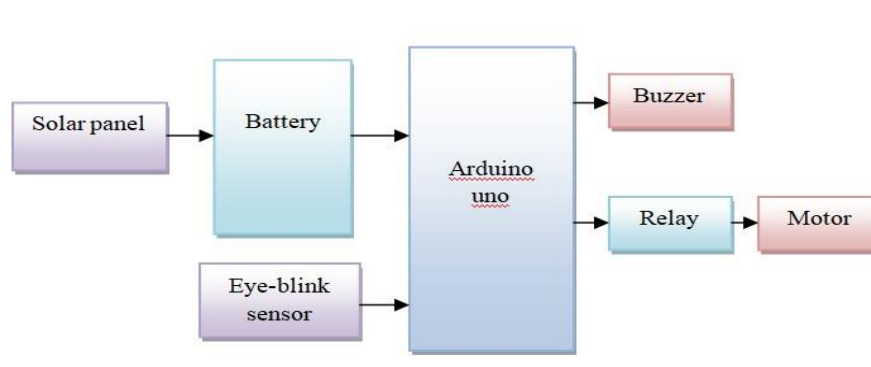 Solar panel
Battery
Eye-blink
sensor
Arduino
uno
Buzzer
Relay
Motor